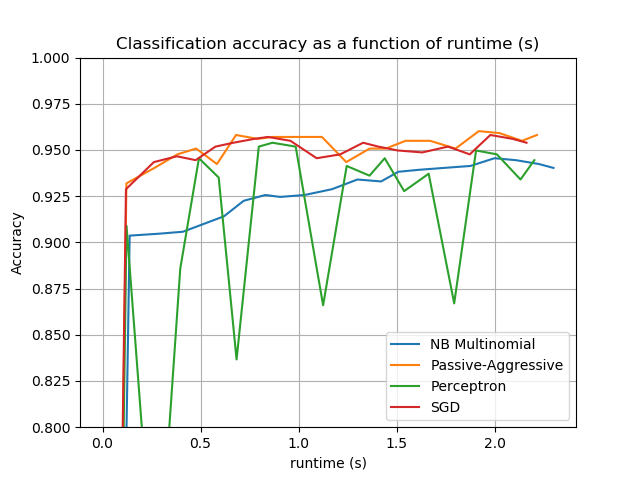 Classification accuracy as a function of runtime (s)
1.000
0.975
0.950
0.925
0.900
0.875
0.850
0.825
0.800
Accuracy
NB Multinomial
Passive-Aggressive
Perceptron
SGD
0.0 0.5 1.0 1.5 2.0
runtime (s)